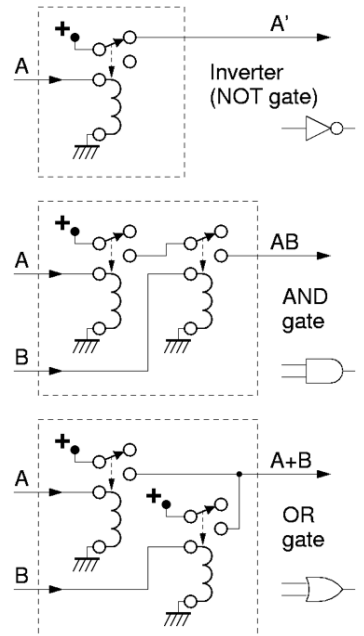 +
A'
A
Inverter
(NOT gate)
+
A
AB
AND
gate
B
+
A
A+B
+
OR
gate
B